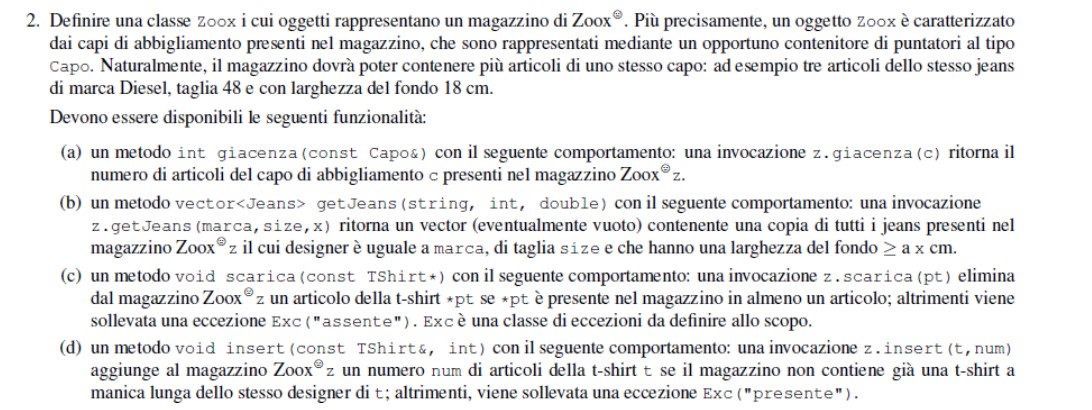 2. Definire una classe Zoox i cui oggetti rappresentano un magazzino di Zoox☺. Più precisamente, un oggetto Zoox è caratterizzato
dai capi di abbigliamento presenti nel magazzino, che sono rappresentati mediante un opportuno contenitore di puntatori al tipo
Capo. Naturalmente, il magazzino dovrà poter contenere più articoli di uno stesso capo: ad esempio tre articoli dello stesso jeans
di marca Diesel, taglia 48 e con larghezza del fondo 18 cm.
Devono essere disponibili le seguenti funzionalità:
(a) un metodo int giacenza(const Capo&) con il seguente comportamento: una invocazione z.giacenza(c) ritorna il
numero di articoli del capo di abbigliamento c presenti nel magazzino Zoox☺ z.
(b) un metodo vector<Jeans> getJeans(string, int, double) con il seguente comportamento: una invocazione
z.getJeans(marca,size,x) ritorna un vector (eventualmente vuoto) contenente una copia di tutti i jeans presenti nel
magazzino Zoox☺ z il cui designer è uguale a marca, di taglia size e che hanno una larghezza del fondo ≥ a x cm.
(c) un metodo void scarica(const TShirt*) con il seguente comportamento: una invocazione z.scarica(pt) elimina
dal magazzino Zoox☺ z un articolo della t-shirt *pt se *pt è presente nel magazzino in almeno un articolo; altrimenti viene
sollevata una eccezione Exc("assente"). Exc è una classe di eccezioni da definire allo scopo.
(d) un metodo void insert(const TShirt&, int) con il seguente comportamento: una invocazione z.insert(t,num)
aggiunge al magazzino Zoox☺ z un numero num di articoli della t-shirt t se il magazzino non contiene già una t-shirt a
manica lunga dello stesso designer di t; altrimenti, viene sollevata una eccezione Exc("presente").